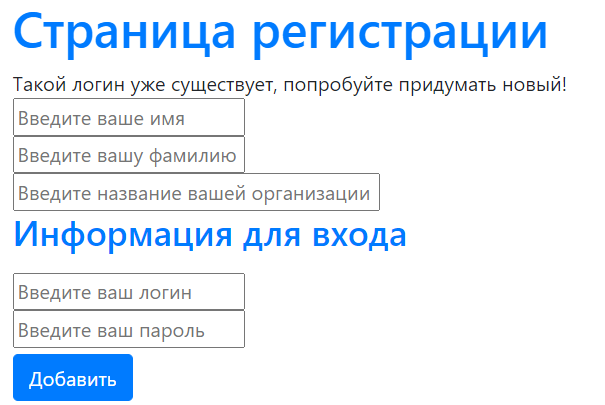 Страница регистрации
Такой логин уже существует, попробуйте придумать новый!
Введите ваше имя
Введите вашу фамилию
Введите название вашей организации
Информация для входа
Введите ваш логин
Введите ваш пароль
Добавить